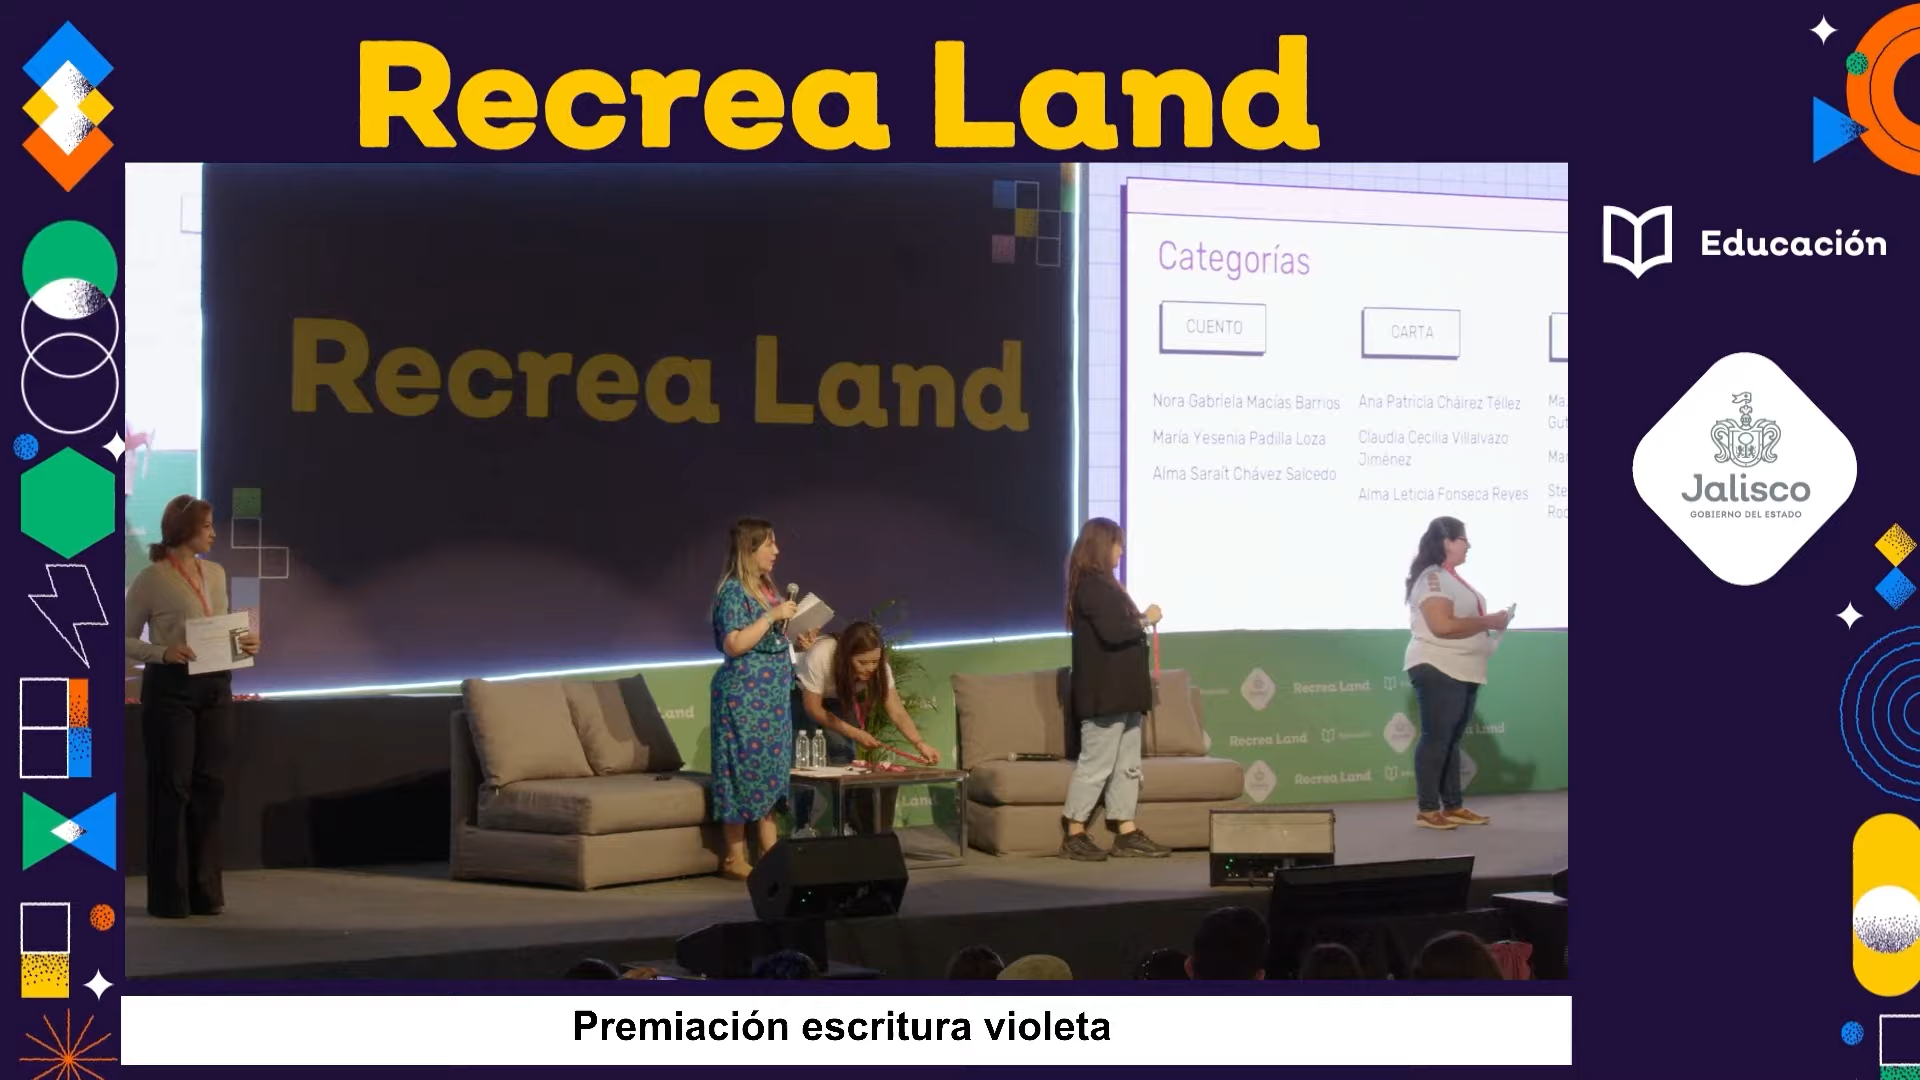 Recrea Land
Educación
Jalisco
GOBIERNO DEL ESTADO
Recrea Land
Categorías
CUENTO
Nora Gabriela Macías Barrios
María Yesenia Padilla Loza
Alma Saraít Chávez Salcedo
CARTA
Ana Patricia Cháirez Téllez
Claudia Cecilia Villalvazo
Jiménez
Alma Leticia Fonseca Reyes
Recrea Land
Recrea Land
Recrea Land
Premiación escritura violeta